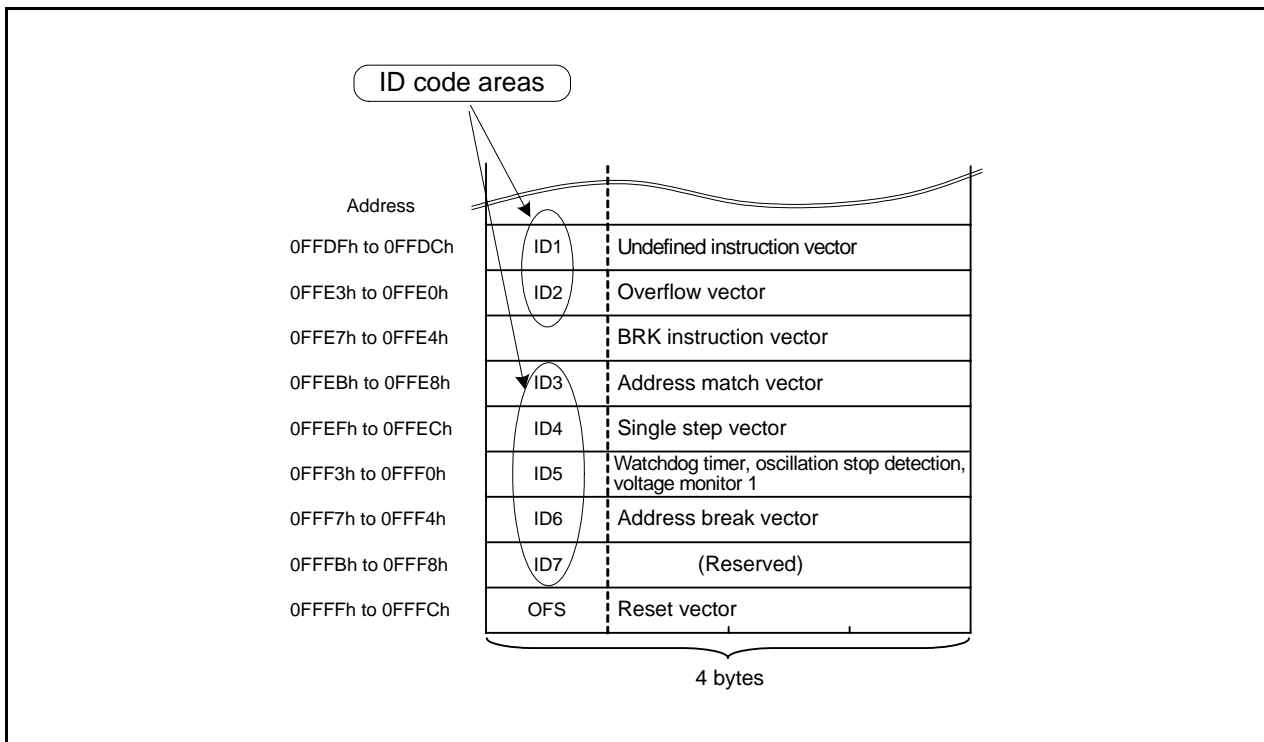 ID code areas
Address
0FFDFh to 0FFDCh ID1 Undefined instruction vector
0FFE3h to 0FFE0h ID2 Overflow vector
0FFE7h to 0FFE4h BRK instruction vector
0FFEBh to 0FFE8h ID3 Address match vector
0FFEFh to 0FFECh ID4 Single step vector
0FFF3h to 0FFF0h ID5 Watchdog timer, oscillation stop detection,
voltage monitor 1
0FFF7h to 0FFF4h ID6 Address break vector
0FFFBh to 0FFF8h ID7 (Reserved)
0FFFFh to 0FFFCh OFS Reset vector
4 bytes